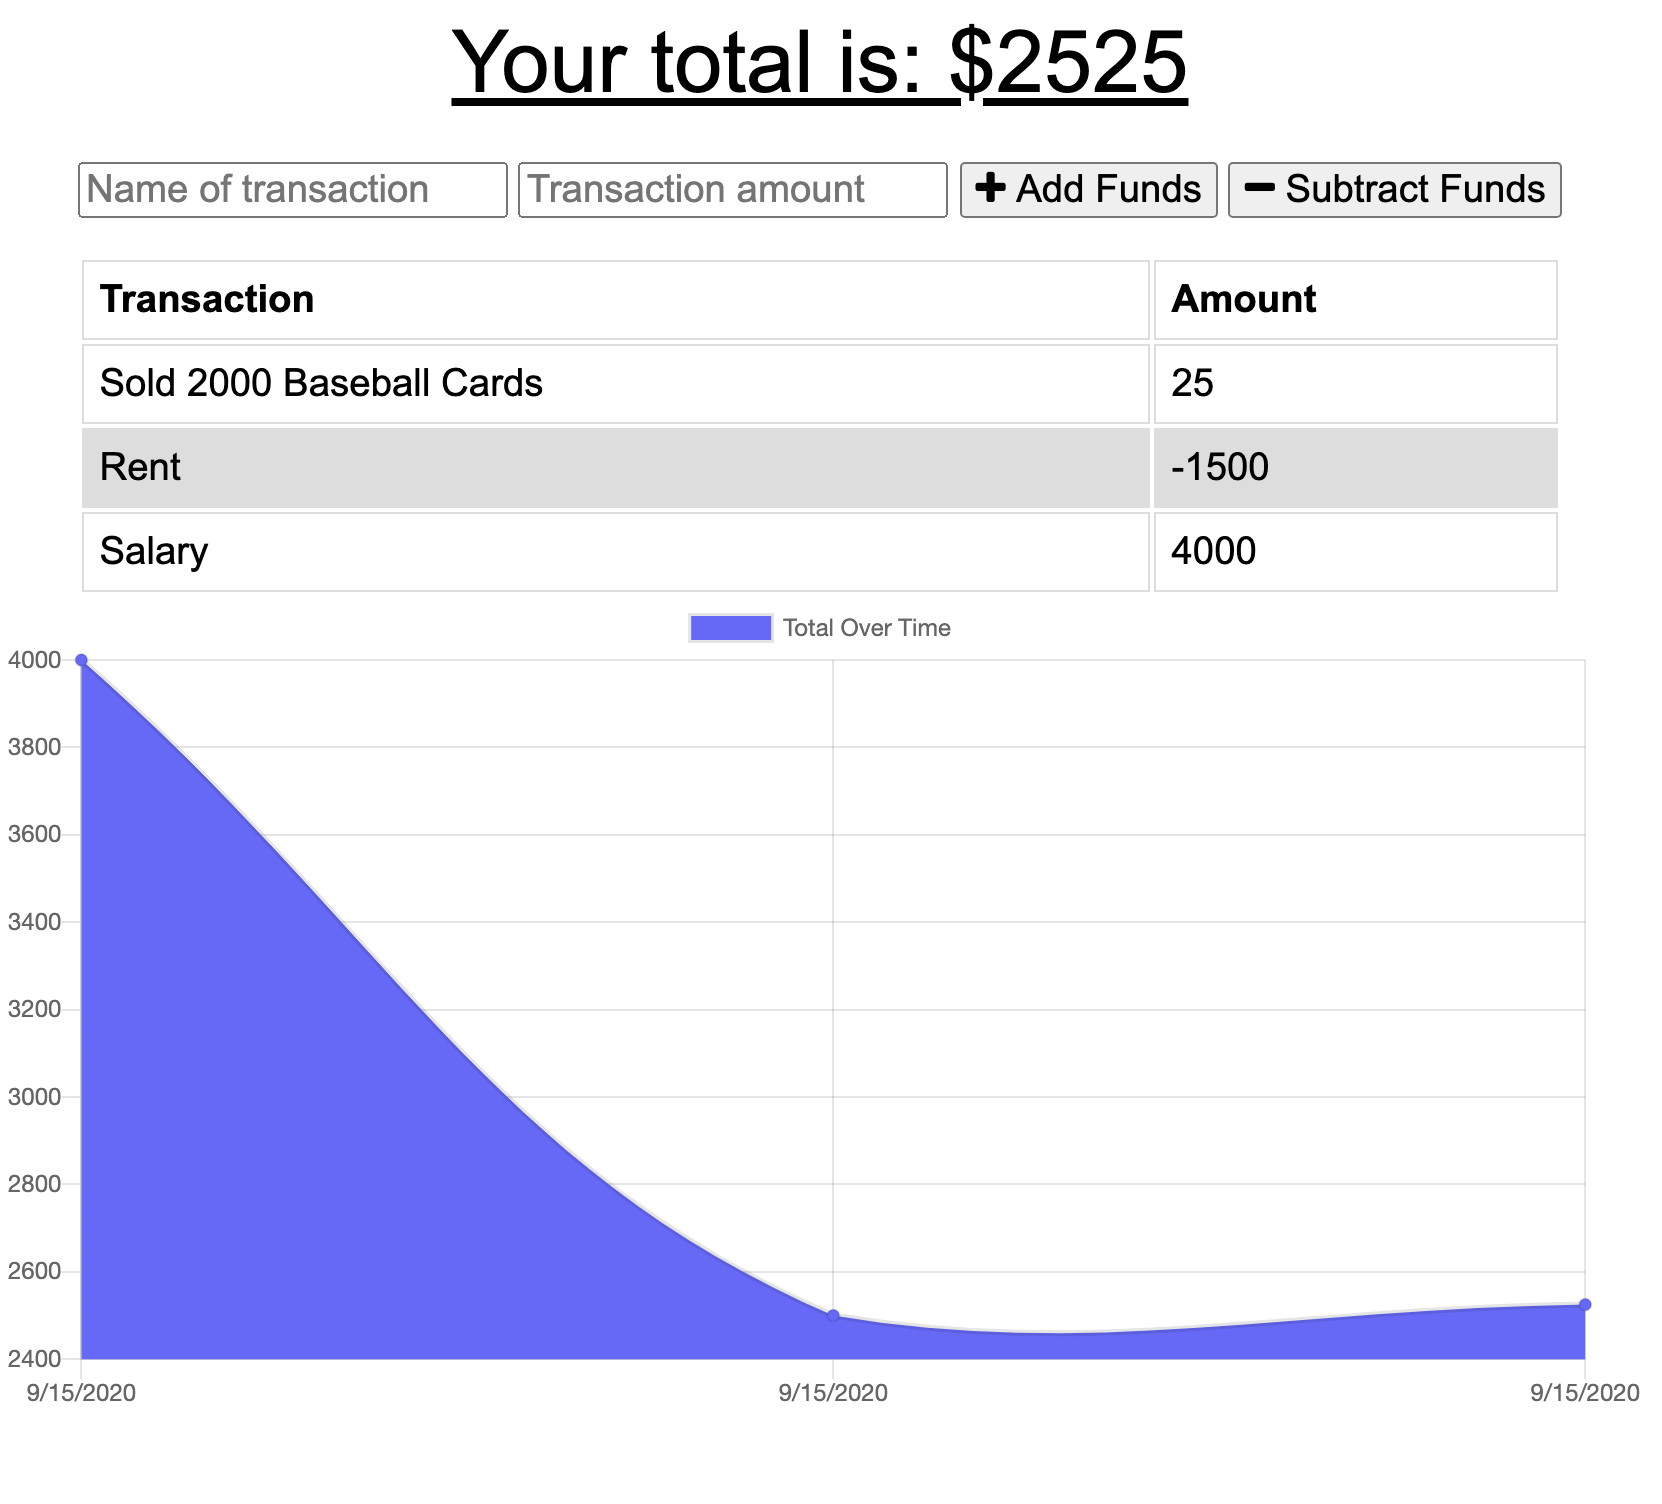 Your total is: $2525
Name of transaction Transaction amount + Add Funds − Subtract Funds
Transaction Amount
Sold 2000 Baseball Cards 25
Rent -1500
Salary 4000
Total Over Time
4000
3800
3600
3400
3200
3000
2800
2600
2400
9/15/2020 9/15/2020 9/15/2020